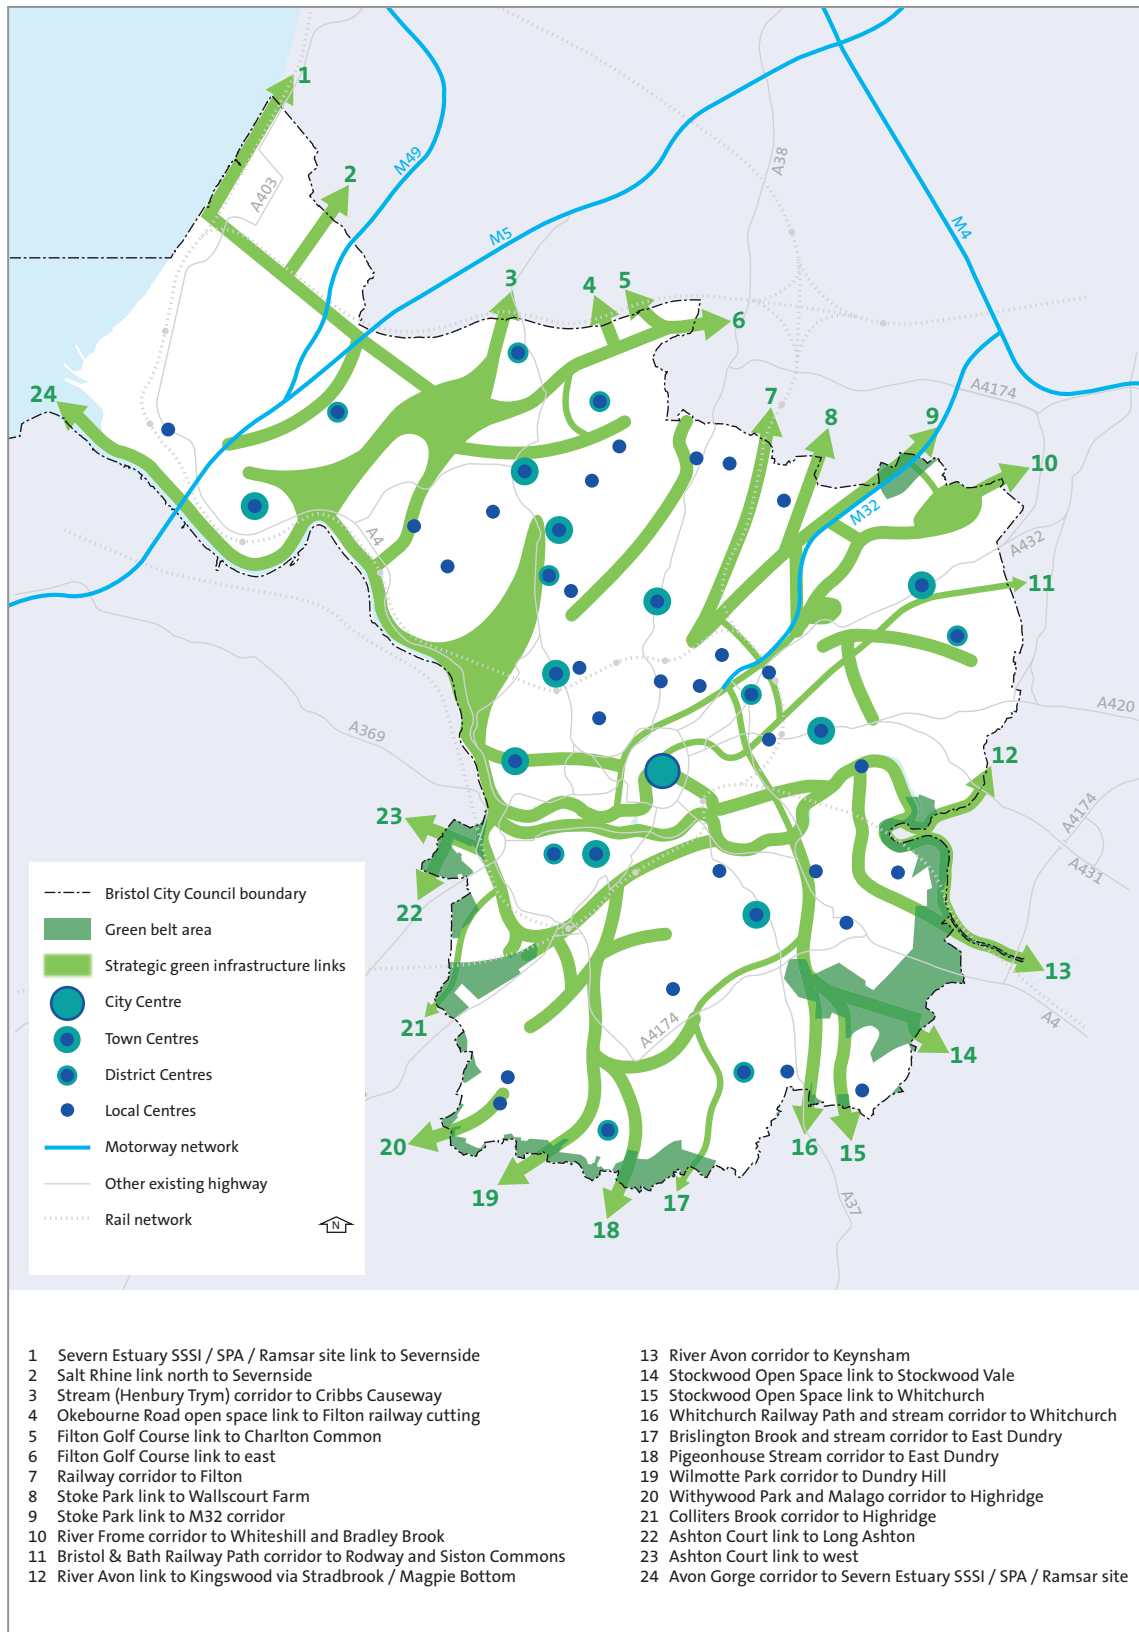 1
2
A403
M49
A38
M5
M4
3
4
5
6
24
7
8
9
10
A4174
M32
A4
A432
11
A369
A420
12
23
A4174
A431
22
13
21
A4174
A4
14
20
16
15
19
17
18
A37
Bristol City Council boundary
Green belt area
Strategic green infrastructure links
City Centre
Town Centres
District Centres
Local Centres
Motorway network
Other existing highway
Rail network
N
1 Severn Estuary SSSI / SPA / Ramsar site link to Severnside
2 Salt Rhine link north to Severnside
3 Stream (Henbury Trym) corridor to Cribbs Causeway
4 Okebourne Road open space link to Filton railway cutting
5 Filton Golf Course link to Charlton Common
6 Filton Golf Course link to east
7 Railway corridor to Filton
8 Stoke Park link to Wallscourt Farm
9 Stoke Park link to M32 corridor
10 River Frome corridor to Whiteshill and Bradley Brook
11 Bristol & Bath Railway Path corridor to Rodway and Siston Commons
12 River Avon link to Kingswood via Stradbrook / Magpie Bottom
13 River Avon corridor to Keynsham
14 Stockwood Open Space link to Stockwood Vale
15 Stockwood Open Space link to Whitchurch
16 Whitchurch Railway Path and stream corridor to Whitchurch
17 Brislington Brook and stream corridor to East Dundry
18 Pigeonhouse Stream corridor to East Dundry
19 Wilmotte Park corridor to Dundry Hill
20 Withywood Park and Malago corridor to Highridge
21 Colliters Brook corridor to Highridge
22 Ashton Court link to Long Ashton
23 Ashton Court link to west
24 Avon Gorge corridor to Severn Estuary SSSI / SPA / Ramsar site